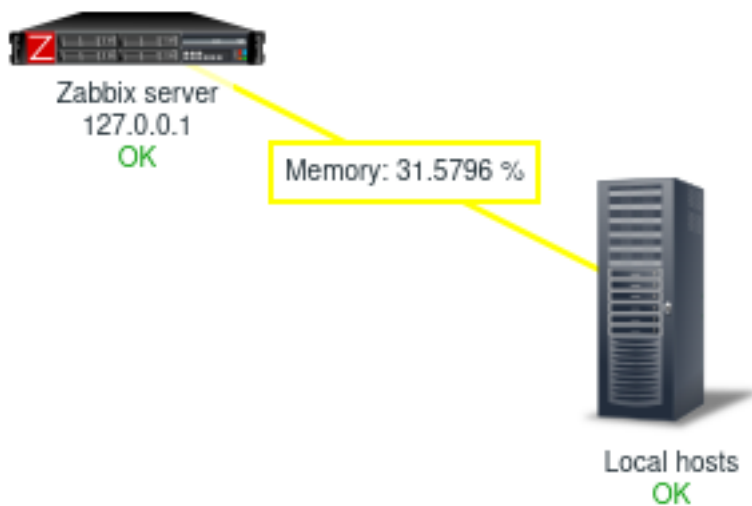 Z
Zabbix server
127.0.0.1
OK
Memory: 31.5796 %
Local hosts
OK